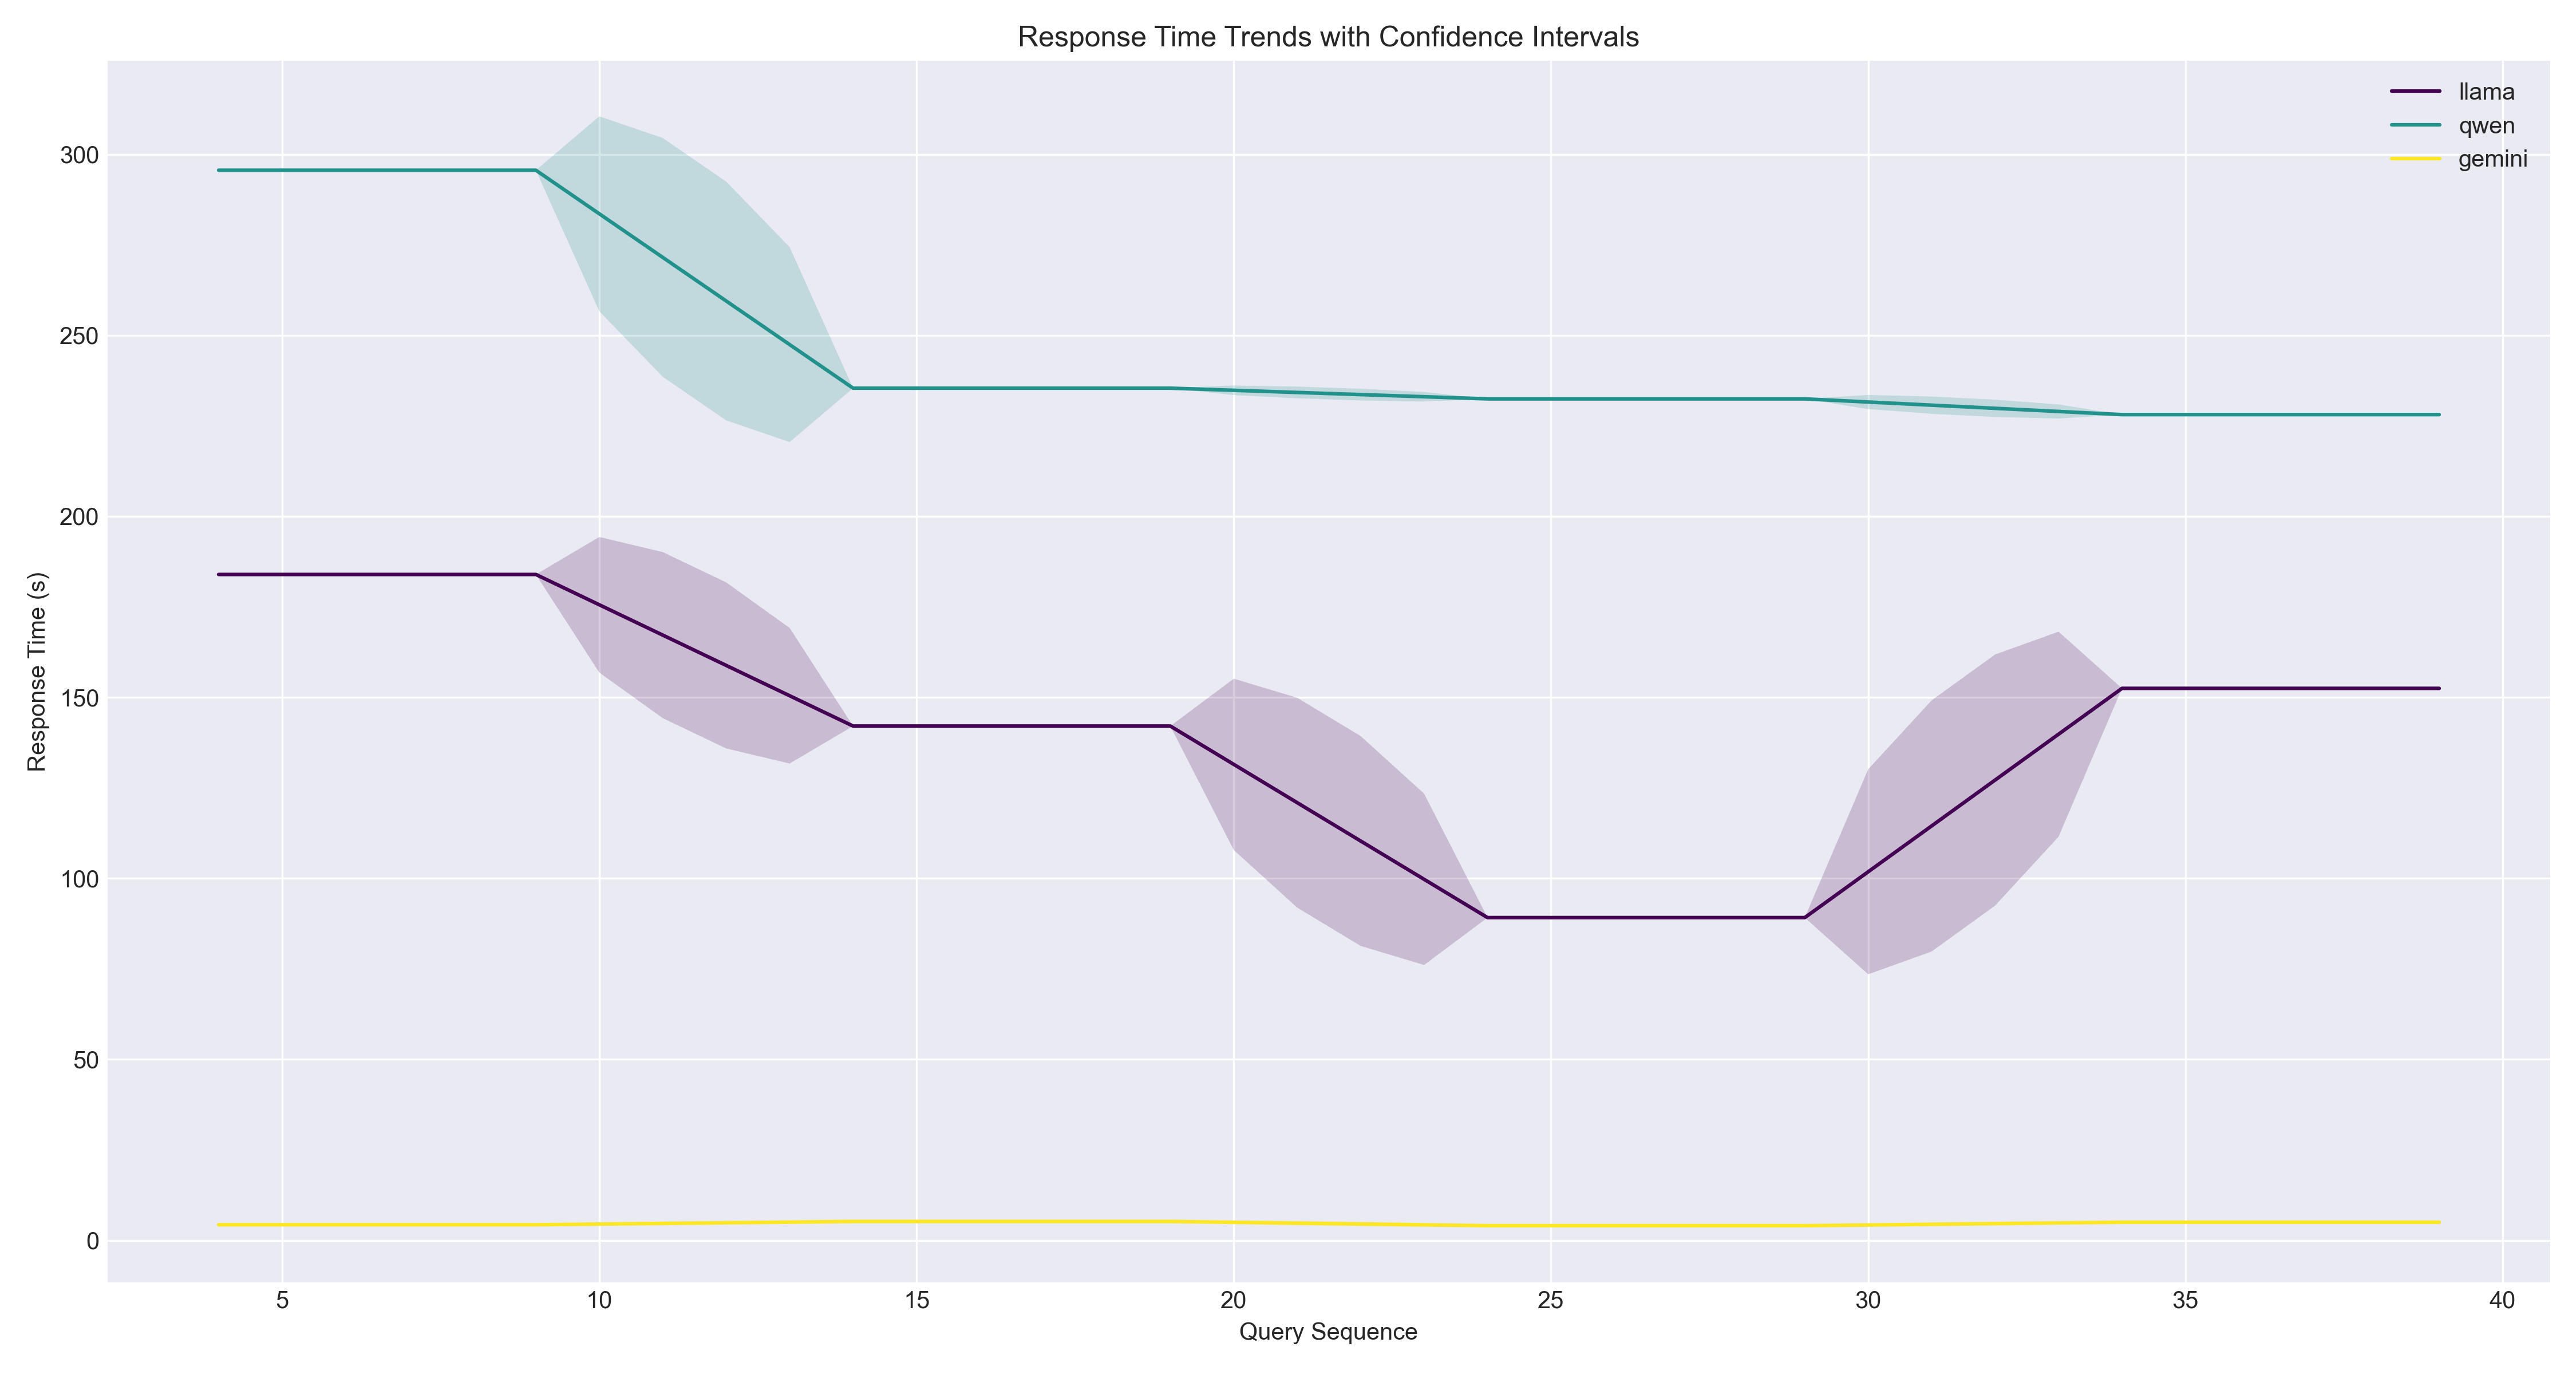 Response Time Trends with Confidence Intervals
llama
qwen
gemini
300
250
200
150
100
50
0
Response Time (s)
5 10 15 20 25 30 35 40
Query Sequence